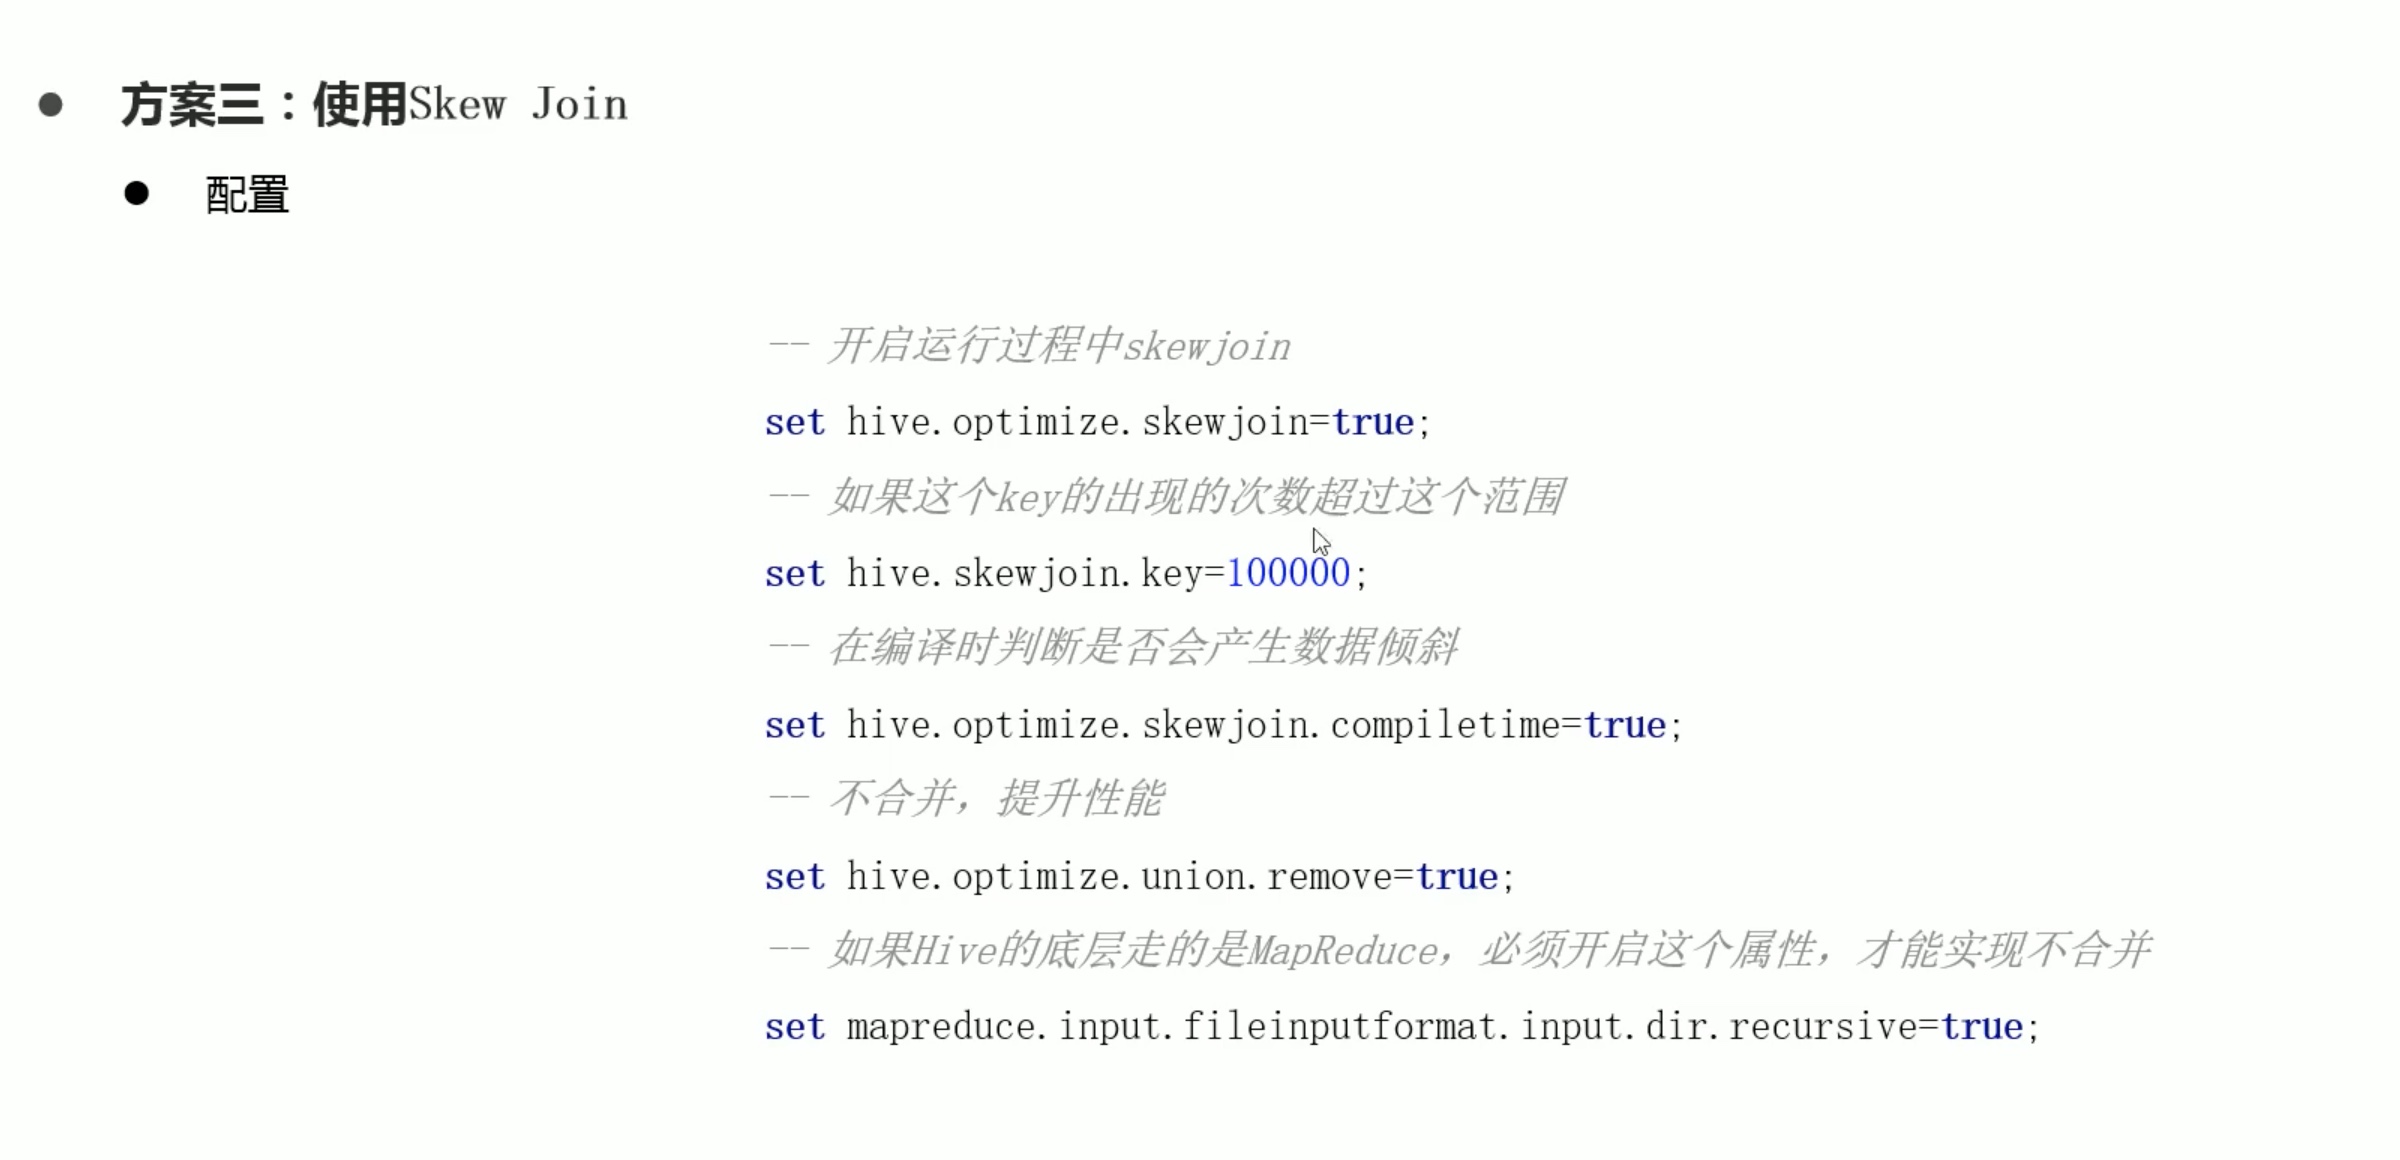 方案三：使用Skew Join
配置
-- 开启运行过程中skewjoin
set hive.optimize.skewjoin=true;
-- 如果这个key的出现的次数超过这个范围
set hive.skewjoin.key=100000;
-- 在编译时判断是否会产生数据倾斜
set hive.optimize.skewjoin.compiletime=true;
-- 不合并，提升性能
set hive.optimize.union.remove=true;
-- 如果Hive的底层走的是MapReduce，必须开启这个属性，才能实现不合并
set mapreduce.input.fileinputformat.input.dir.recursive=true;